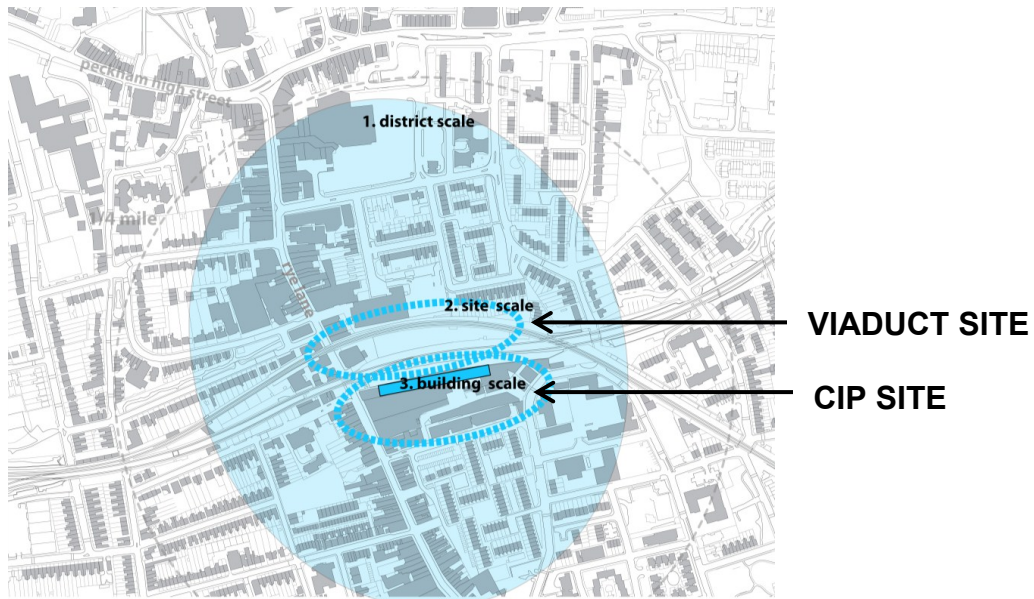 peckham high street
1. district scale
1/4 mile
rye lane
2. site scale
VIADUCT SITE
3. building scale
CIP SITE